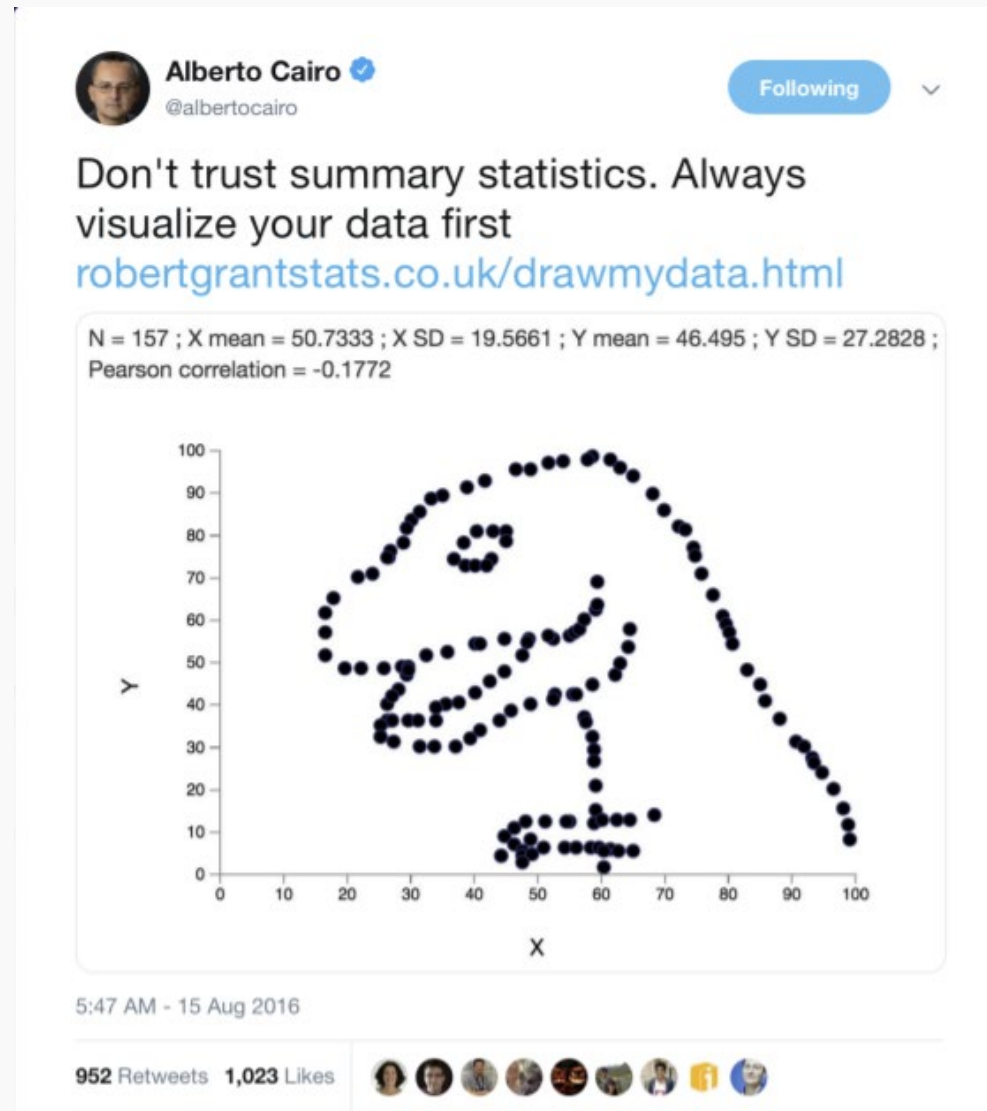 Alberto Cairo
@albertocairo
Following
Don't trust summary statistics. Always
visualize your data first
robertgrantstats.co.uk/drawmydata.html
N = 157 ; X mean = 50.7333 ; X SD = 19.5661 ; Y mean = 46.495 ; Y SD = 27.2828 ;
Pearson correlation = -0.1772
100
90
80
70
60
50
40
30
20
10
0
Y
0 10 20 30 40 50 60 70 80 90 100
X
5:47 AM - 15 Aug 2016
952 Retweets 1,023 Likes